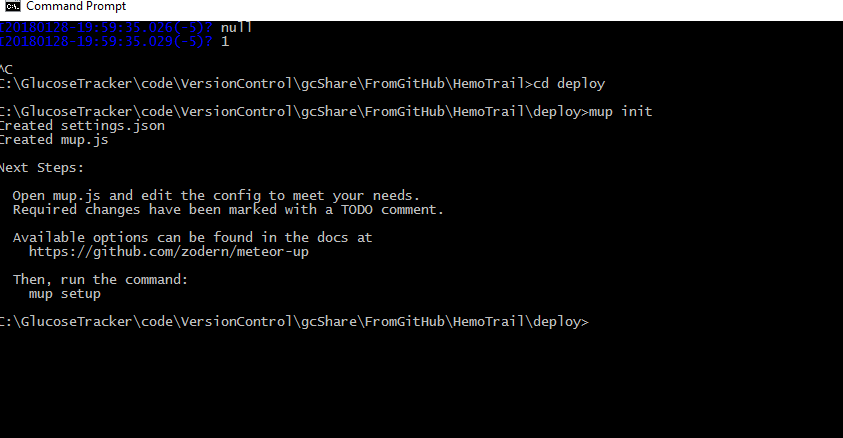 Command Prompt
I20180128-19:59:35.026(-5)? null
I20180128-19:59:35.029(-5)? 1
^C
C:\GlucoseTracker\code\VersionControl\gcShare\FromGitHub\HemoTrail>cd deploy
C:\GlucoseTracker\code\VersionControl\gcShare\FromGitHub\HemoTrail\deploy>mup init
Created settings.json
Created mup.js
Next Steps:
Open mup.js and edit the config to meet your needs.
Required changes have been marked with a TODO comment.
Available options can be found in the docs at
https://github.com/zodern/meteor-up
Then, run the command:
mup setup
C:\GlucoseTracker\code\VersionControl\gcShare\FromGitHub\HemoTrail\deploy>